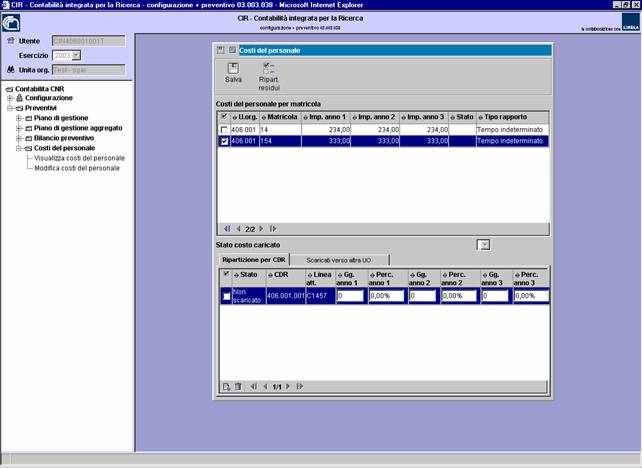 CIR - Contabilità integrata per la Ricerca - configurazione + preventivo 03.003.038 - Microsoft Internet Explorer
CIR - Contabilità integrata per la Ricerca
configurazione + preventivo 03.003.038
in collaborazione con CINECA
Utente CIN406001001T
Esercizio 2003
Unita org. Test - sgai
Contabilita CNR
Configurazione
Preventivi
Piano di gestione
Piano di gestione aggregato
Bilancio preventivo
Costi del personale
Visualizza costi del personale
Modifica costi del personale
Costi del personale
Salva Ripart. residui
Costi del personale per matricola
U.org. Matricola Imp. anno 1 Imp. anno 2 Imp. anno 3 Stato Tipo rapporto
406.001 14 234,00 234,00 234,00 Tempo indeterminato
406.001 154 333,00 333,00 333,00 Tempo indeterminato
2/2
Stato costo caricato
Ripartizione per CDR Scaricati verso altra UO
Stato CDR Linea att. Gg. anno 1 Perc. anno 1 Gg. anno 2 Perc. anno 2 Gg. anno 3 Perc. anno 3
Non scaricato 406.001.001 C1457 0 0,00% 0 0,00% 0 0,00%
1/1